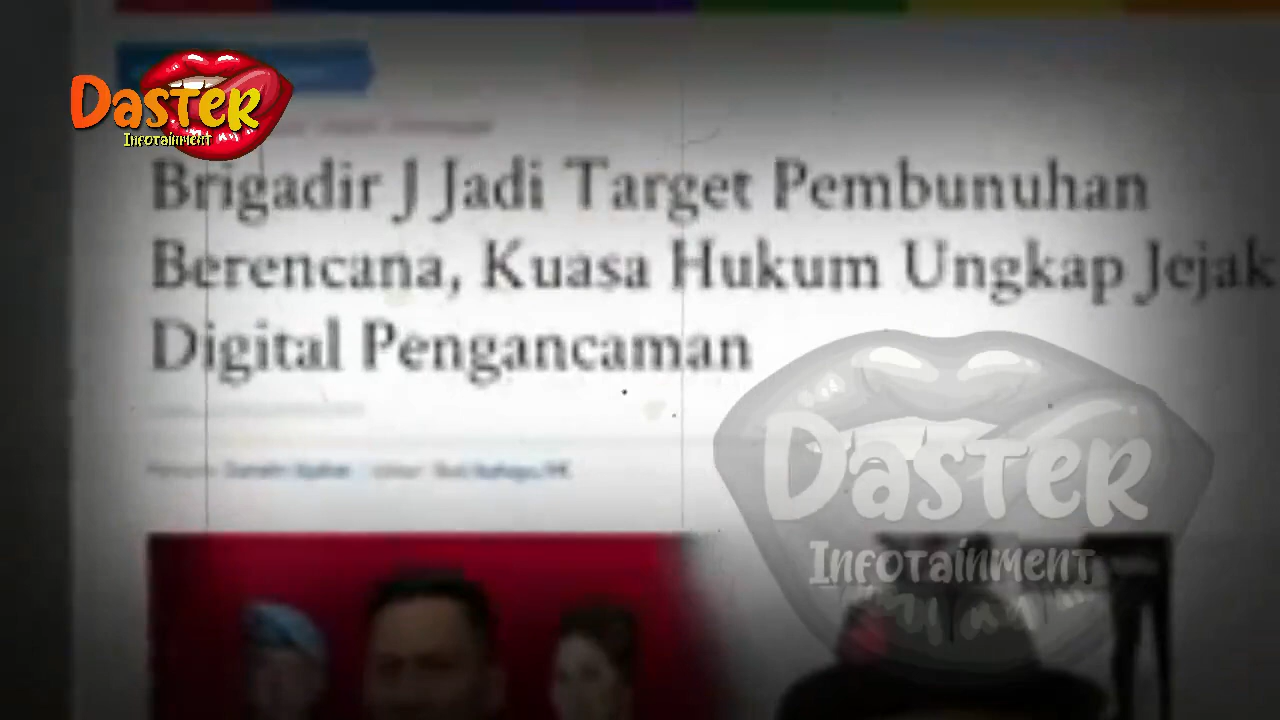 Daster
Infotainment
Brigadir J Jadi Target Pembunuhan
Berencana, Kuasa Hukum Ungkap Jejak
Digital Pengancaman
Daster
Infotainment